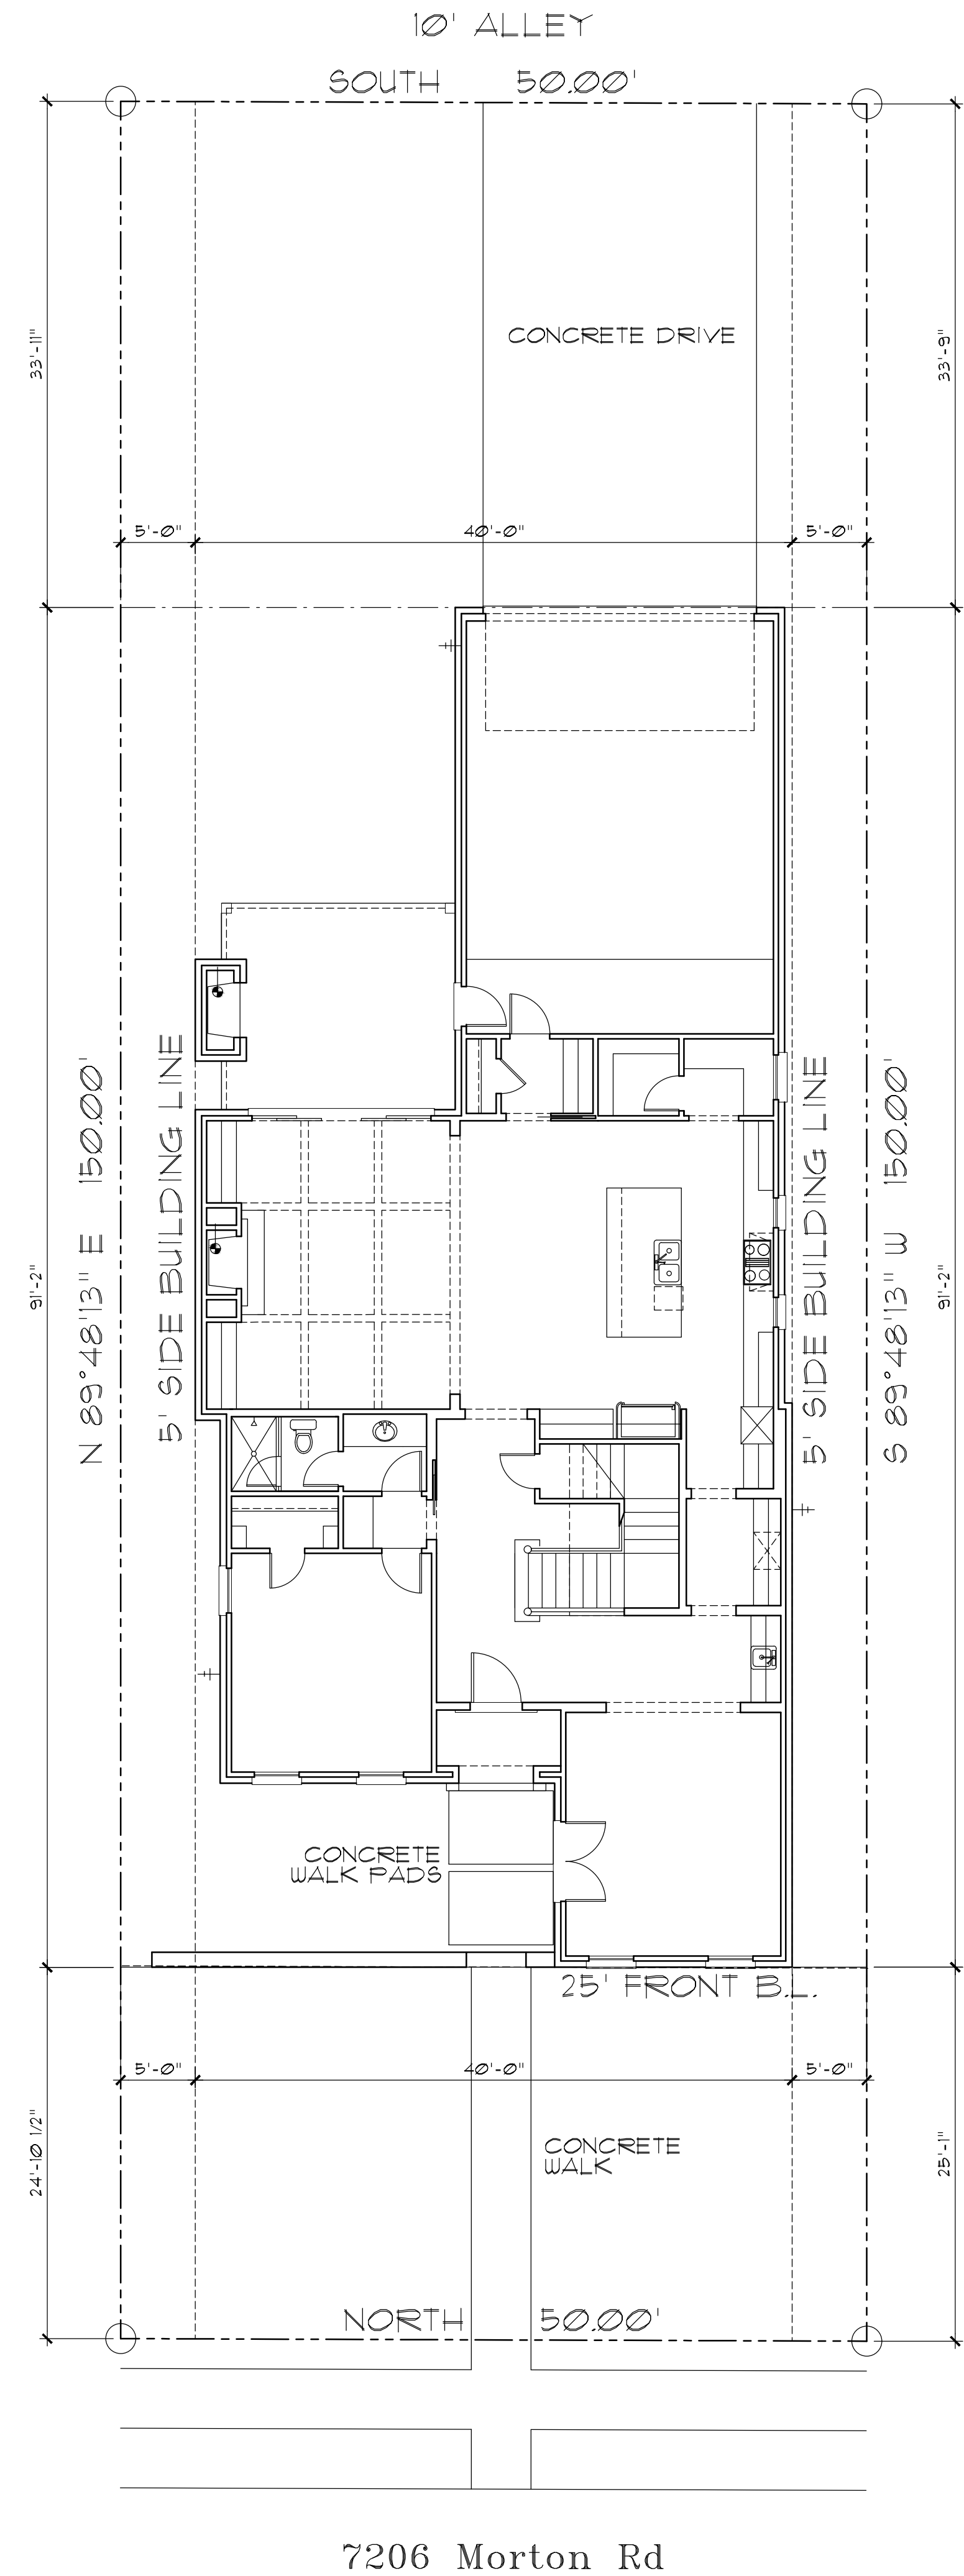 10' ALLEY
SOUTH 50.00'
CONCRETE DRIVE
33'-11"
33'-9"
5'-0"
40'-0"
5'-0"
N 89°48'13" E 150.00'
5' SIDE BUILDING LINE
5' SIDE BUILDING LINE
S 89°48'13" W 150.00'
91'-2"
91'-2"
CONCRETE
WALK PADS
25' FRONT B.L.
5'-0"
40'-0"
5'-0"
24'-10 1/2"
25'-1"
CONCRETE
WALK
NORTH 50.00'
7206 Morton Rd